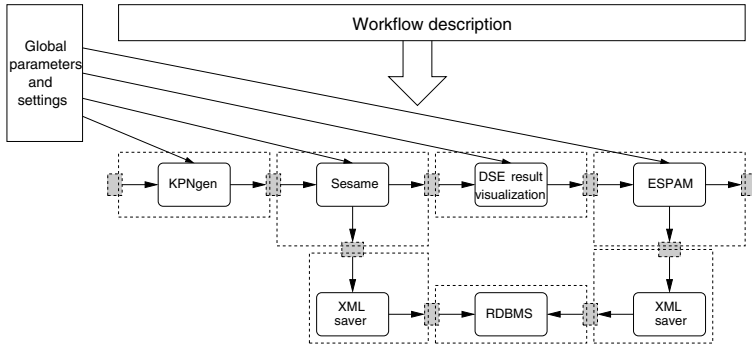 Workflow description
Global
parameters
and
settings
KPNgen
Sesame
DSE result
visualization
ESPAM
XML
saver
RDBMS
XML
saver